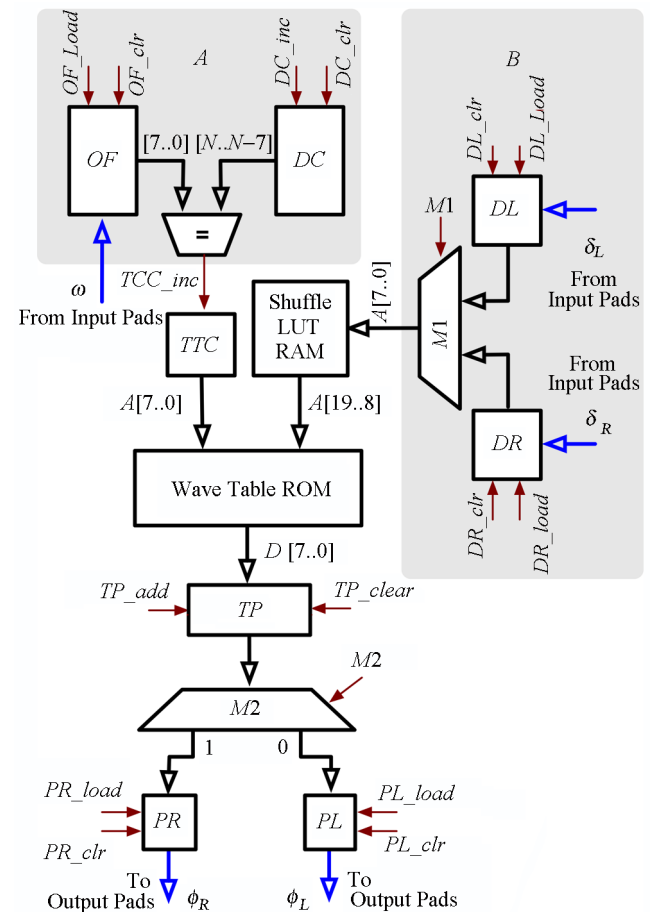 OF_Load
OF_clr
A
DC_inc
DC_clr
B
[7..0] [N..N−7]
OF
DC
=
DL_clr
DL_Load
M1
DL
δL
ω
TCC_inc
From Input Pads
From
Input Pads
Shuffle
LUT
RAM
A[7..0]
M1
TTC
From
Input Pads
δR
A[7..0]
A[19..8]
DR
Wave Table ROM
DR_clr
DR_load
D [7..0]
TP_add
TP
TP_clear
M2
M2
1
0
PR_load
PR_clr
PR
PL
PL_load
PL_clr
To
Output Pads
ϕR
ϕL
To
Output Pads